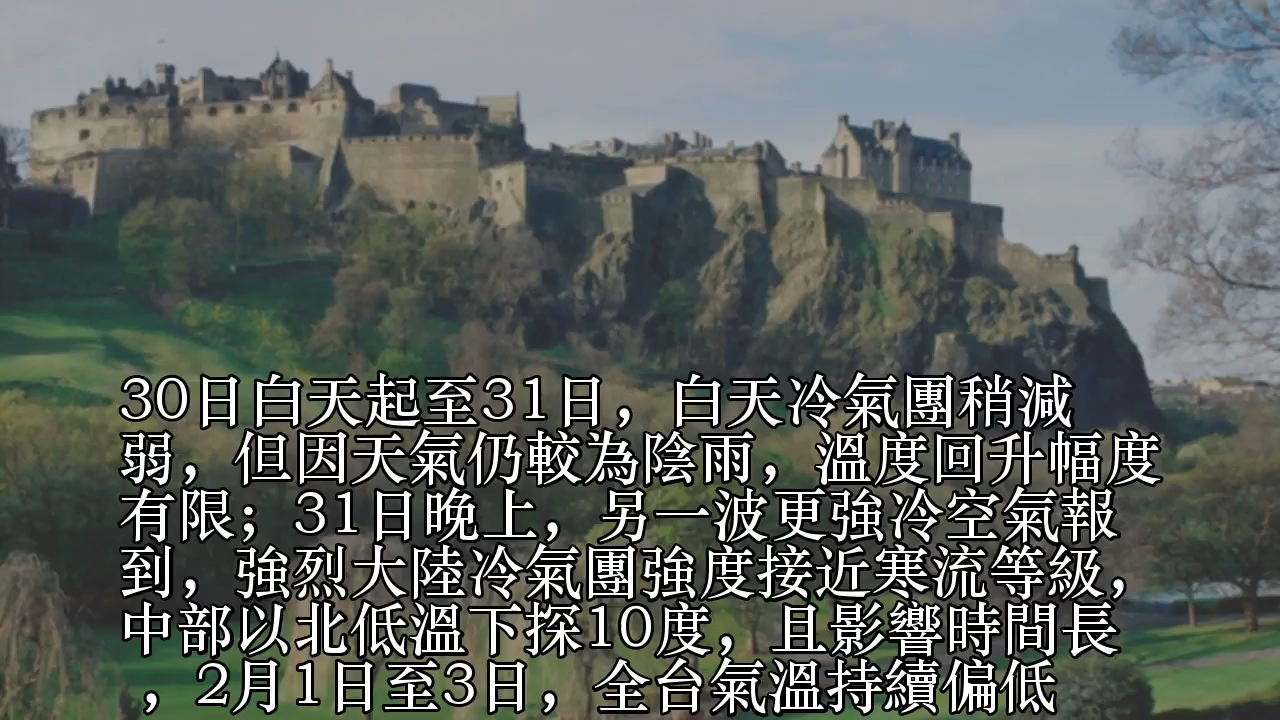 30日白天起至31日，白天冷氣團稍減
弱，但因天氣仍較為陰雨，溫度回升幅度
有限；31日晚上，另一波更強冷空氣報
到，強烈大陸冷氣團強度接近寒流等級，
中部以北低溫下探10度，且影響時間長
，2月1日至3日，全台氣溫持續偏低